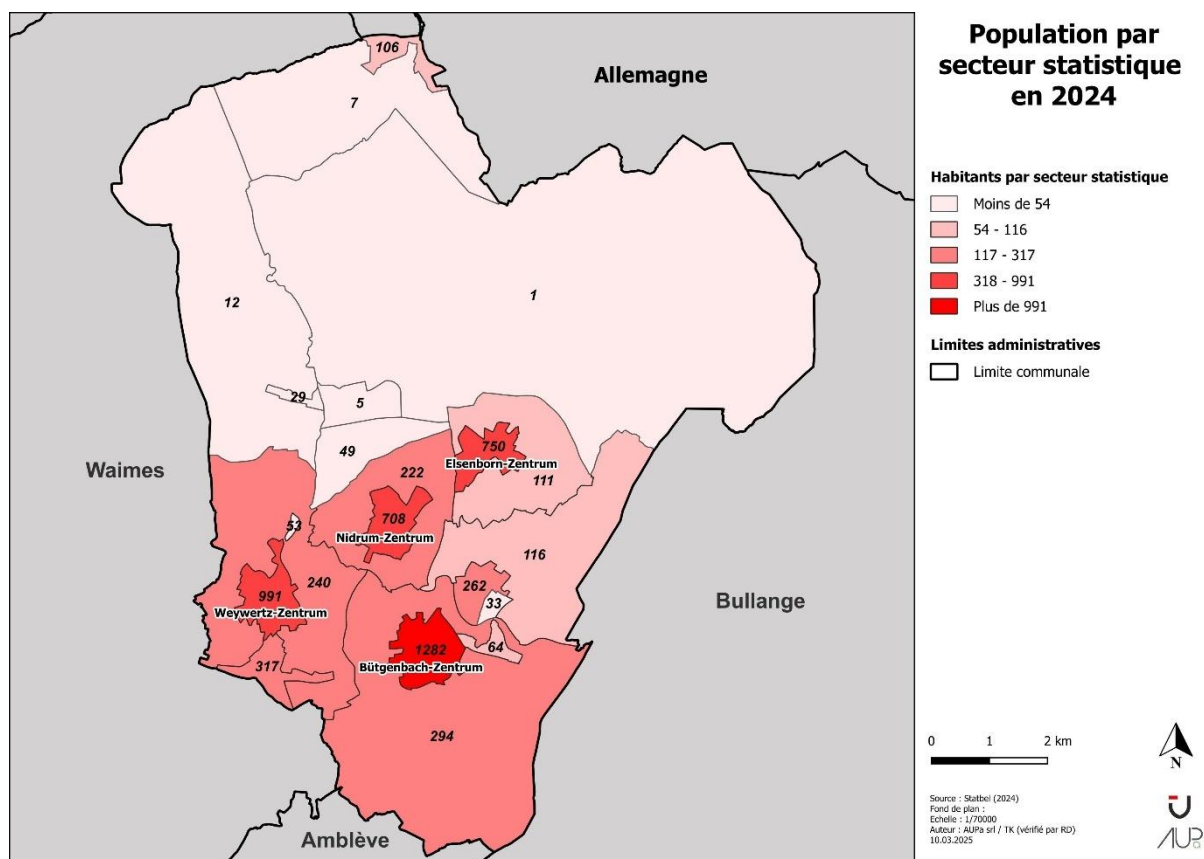 Population par
secteur statistique
en 2024
Habitants par secteur statistique
Moins de 54
54 - 116
117 - 317
318 - 991
Plus de 991
Limites administratives
Limite communale
106
Allemagne
7
12
1
29
5
49
750
Elsenborn-Zentrum
Waimes
222
111
53
708
Nidrum-Zentrum
116
240
262
991
33
Weywertz-Zentrum
Bullange
1282
64
Bütgenbach-Zentrum
317
294
Amblève
0 1 2 km
N
Source : Statbel (2024)
Fond de plan :
Echelle : 1/70000
Auteur : AUPa srl / TK (vérifié par RD)
10.03.2025
AUPa